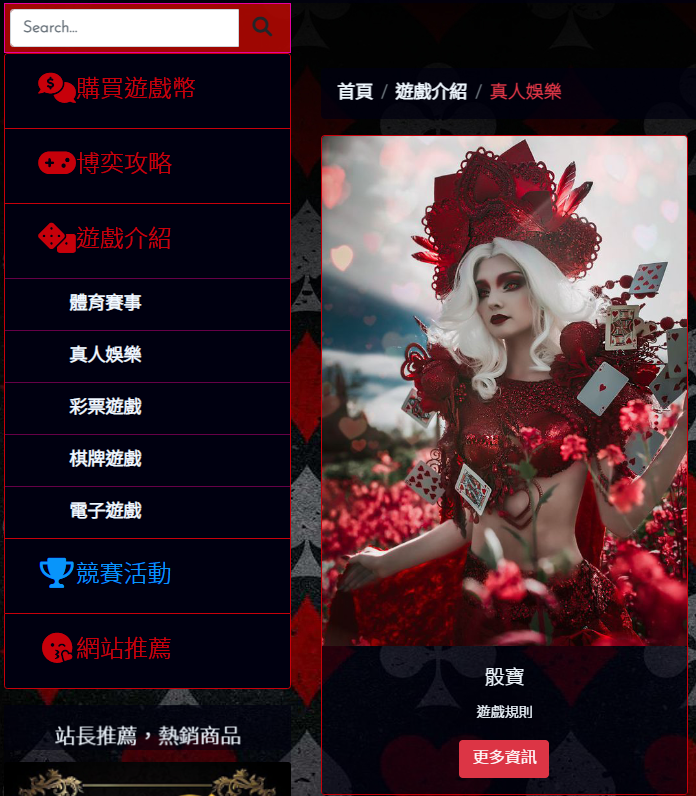 Search...
購買遊戲幣
博奕攻略
遊戲介紹
體育賽事
真人娛樂
彩票遊戲
棋牌遊戲
電子遊戲
競賽活動
網站推薦
站長推薦，熱銷商品
首頁 / 遊戲介紹 / 真人娛樂
骰寶
遊戲規則
更多資訊